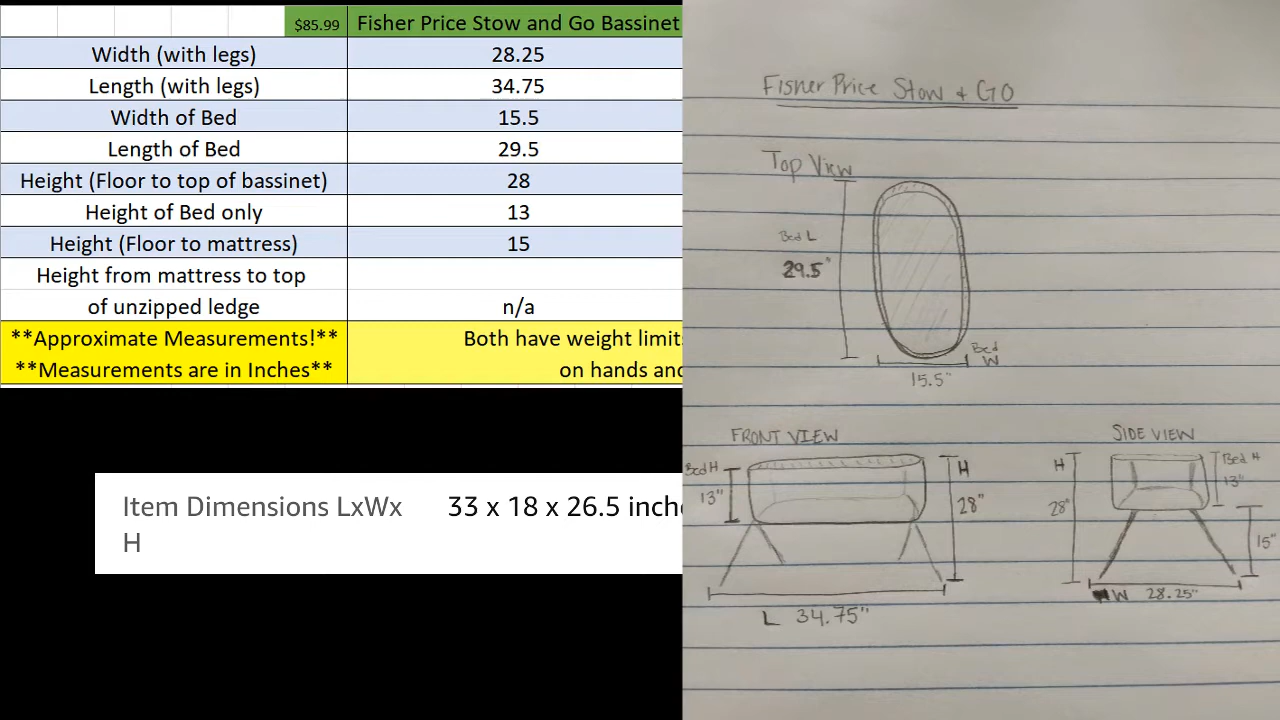 $85.99 Fisher Price Stow and Go Bassinet
Width (with legs) 28.25
Length (with legs) 34.75
Width of Bed 15.5
Length of Bed 29.5
Height (Floor to top of bassinet) 28
Height of Bed only 13
Height (Floor to mattress) 15
Height from mattress to top
of unzipped ledge n/a
**Approximate Measurements!** Both have weight limit
**Measurements are in Inches** on hands and
Item Dimensions LxWx 33 x 18 x 26.5 inch
H
Fisher Price Stow + GO
Top View
Bed L
29.5"
Bed
W
15.5"
FRONT VIEW
Bed H
13"
H
28"
L 34.75"
SIDE VIEW
H
28"
Bed H
13"
15"
W 28.25"